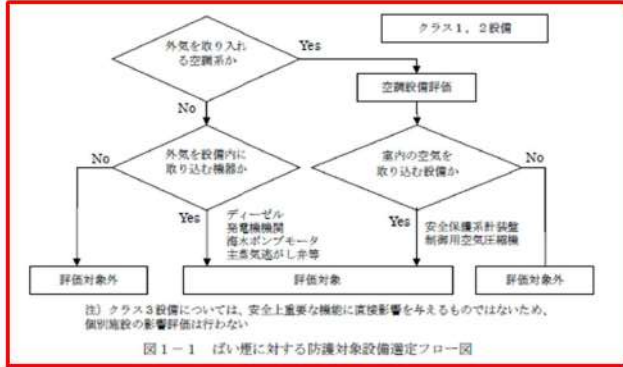 外気を取り入れ
る空調系か
Yes
クラス1,2設備
空調設備評価
No
外気を設備内に
取り込む機器か
室内の空気を
取り込む設備か
No
No
Yes
ディーゼル
発電機機関
海水ポンプモータ
主蒸気逃がし弁等
Yes
安全保護系計装盤
制御用空気圧縮機
評価対象外
評価対象
評価対象外
注)クラス3設備については、安全上重要な機能に直接影響を与えるものではないため、
個別施設の影響評価は行わない
図1-1 ばい煙に対する防護対象設備選定フロー図